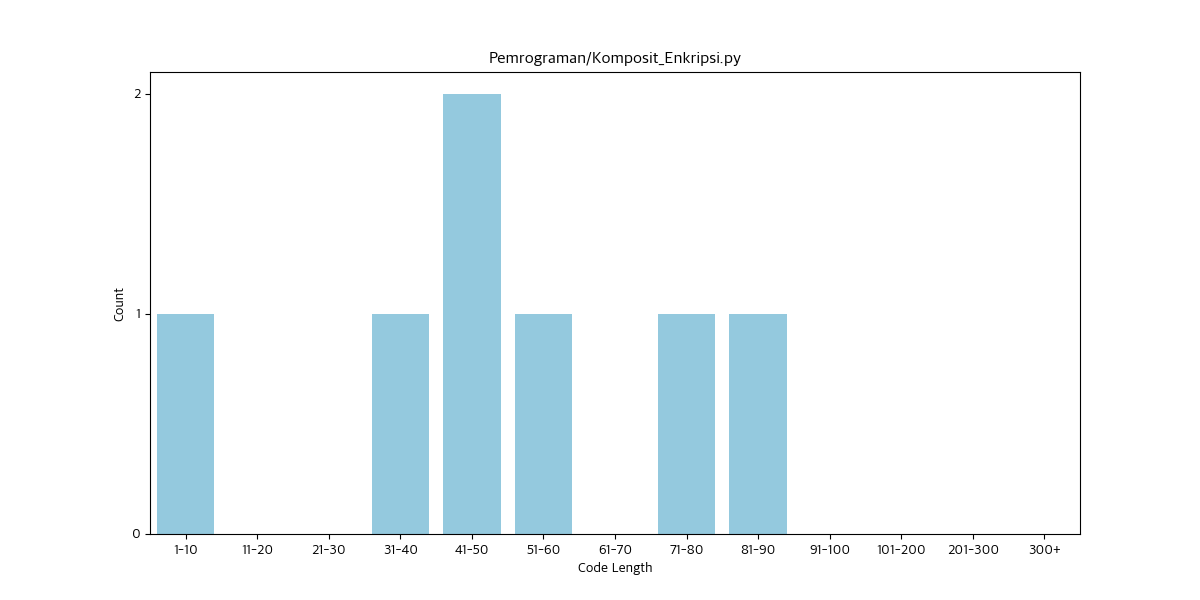 Pemrograman/Komposit_Enkripsi.py
Count
2
1
0
1-10 11-20 21-30 31-40 41-50 51-60 61-70 71-80 81-90 91-100 101-200 201-300 300+
Code Length